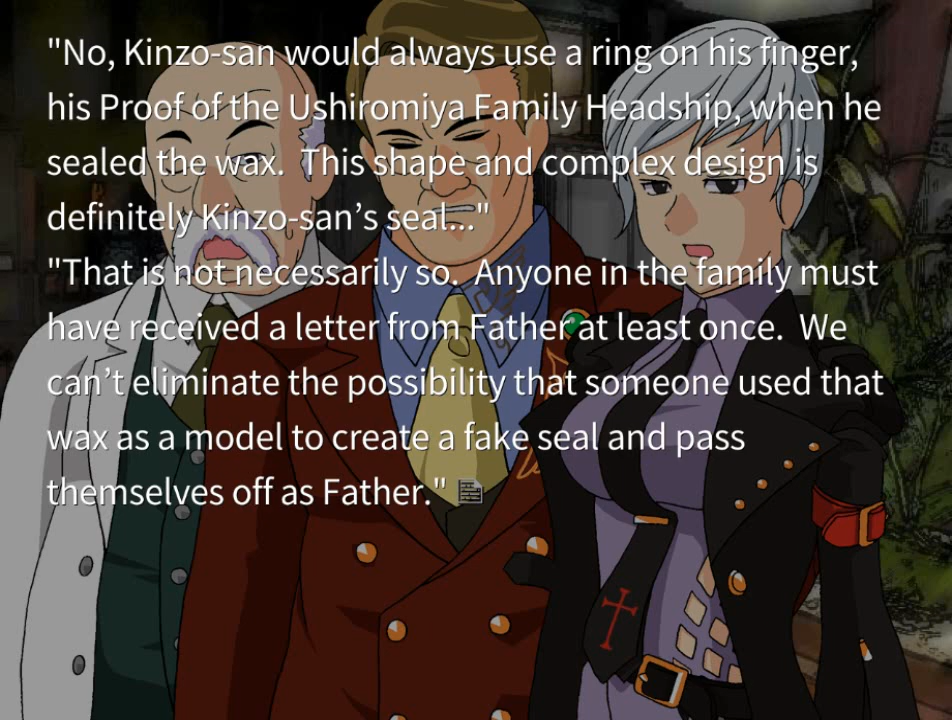 "No, Kinzo-san would always use a ring on his finger,
his Proof of the Ushiromiya Family Headship, when he
sealed the wax.  This shape and complex design is
definitely Kinzo-san’s seal..."
"That is not necessarily so.  Anyone in the family must
have received a letter from Father at least once.  We
can’t eliminate the possibility that someone used that
wax as a model to create a fake seal and pass
themselves off as Father."